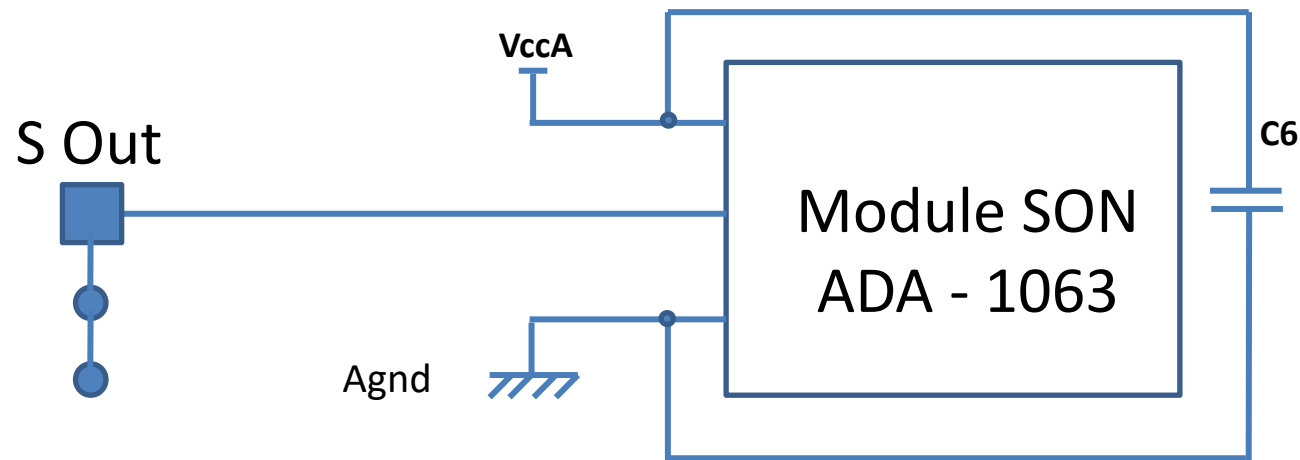 VccA
C6
S Out
Module SON
ADA - 1063
Agnd